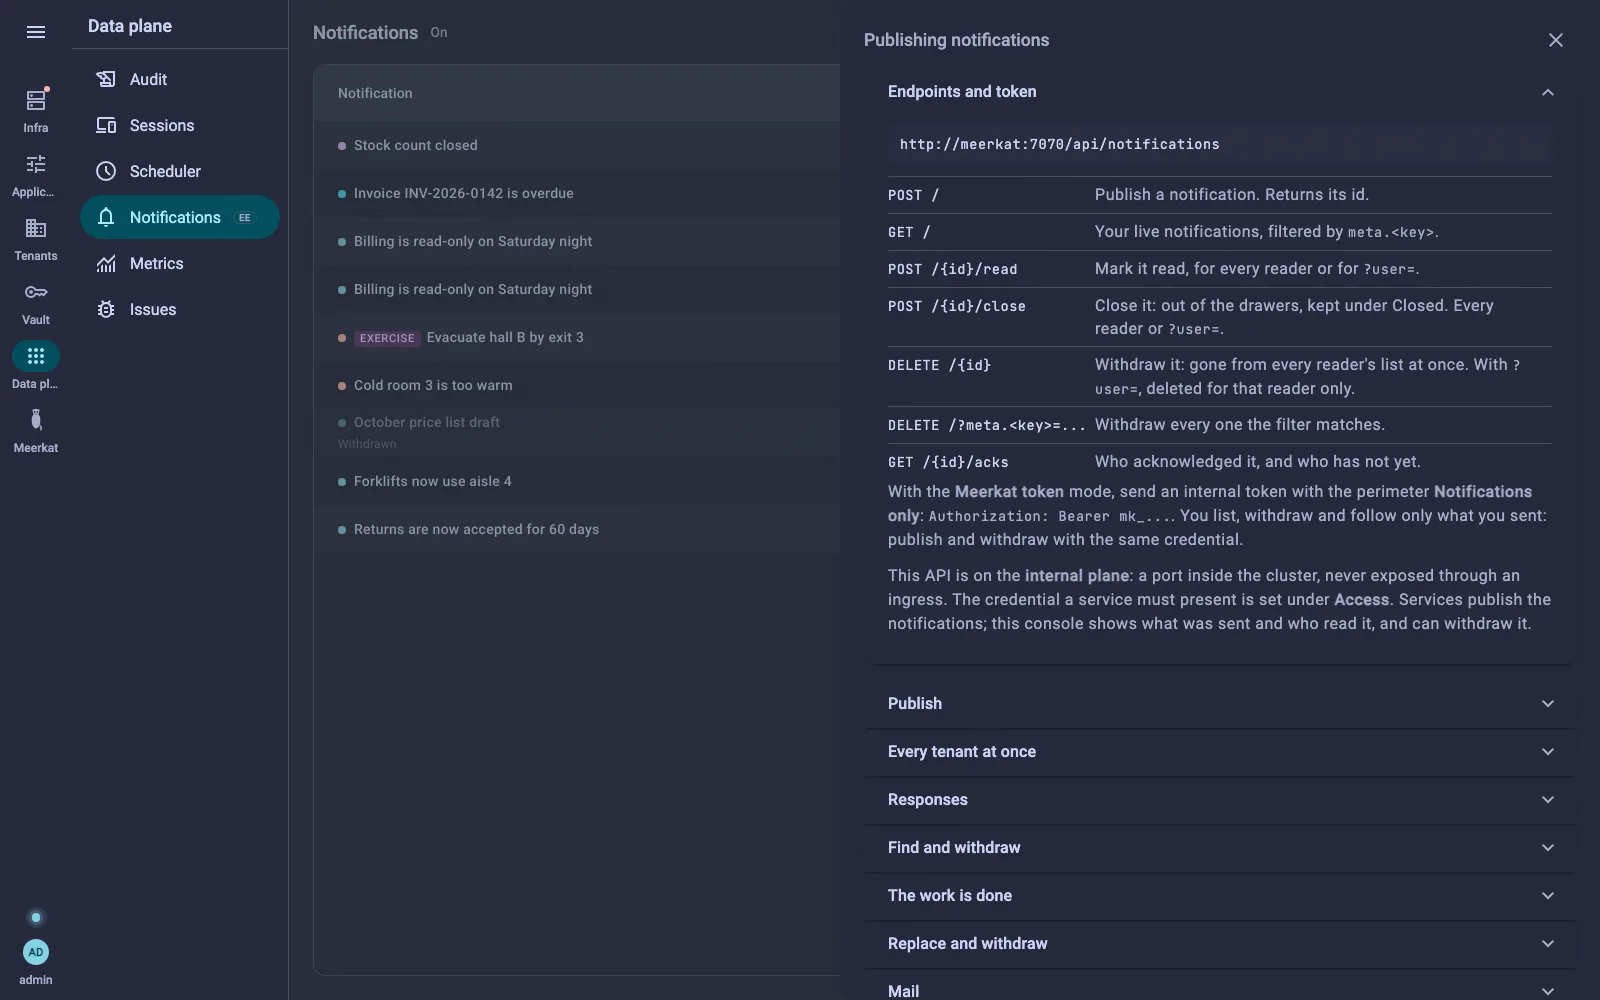 Data plane
Infra
Applic...
Tenants
Vault
Data pl...
Meerkat
AD
admin
Audit
Sessions
Scheduler
Notifications EE
Metrics
Issues
Notifications On
Notification
Stock count closed
Invoice INV-2026-0142 is overdue
Billing is read-only on Saturday night
Billing is read-only on Saturday night
EXERCISE Evacuate hall B by exit 3
Cold room 3 is too warm
October price list draft
Withdrawn
Forklifts now use aisle 4
Returns are now accepted for 60 days
Publishing notifications
Endpoints and token
http://meerkat:7070/api/notifications
POST / Publish a notification. Returns its id.
GET / Your live notifications, filtered by meta.<key>.
POST /{id}/read Mark it read, for every reader or for ?user=.
POST /{id}/close Close it: out of the drawers, kept under Closed. Every
reader or ?user=.
DELETE /{id} Withdraw it: gone from every reader's list at once. With ?
user=, deleted for that reader only.
DELETE /?meta.<key>=... Withdraw every one the filter matches.
GET /{id}/acks Who acknowledged it, and who has not yet.
With the Meerkat token mode, send an internal token with the perimeter Notifications
only: Authorization: Bearer mk_.... You list, withdraw and follow only what you sent:
publish and withdraw with the same credential.
This API is on the internal plane: a port inside the cluster, never exposed through an
ingress. The credential a service must present is set under Access. Services publish the
notifications; this console shows what was sent and who read it, and can withdraw it.
Publish
Every tenant at once
Responses
Find and withdraw
The work is done
Replace and withdraw
Mail